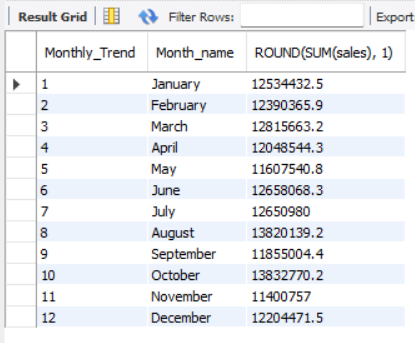 Result Grid Filter Rows: Export
Monthly_Trend Month_name ROUND(SUM(sales), 1)
1 January 12534432.5
2 February 12390365.9
3 March 12815663.2
4 April 12048544.3
5 May 11607540.8
6 June 12658068.3
7 July 12650980
8 August 13820139.2
9 September 11855004.4
10 October 13832770.2
11 November 11400757
12 December 12204471.5